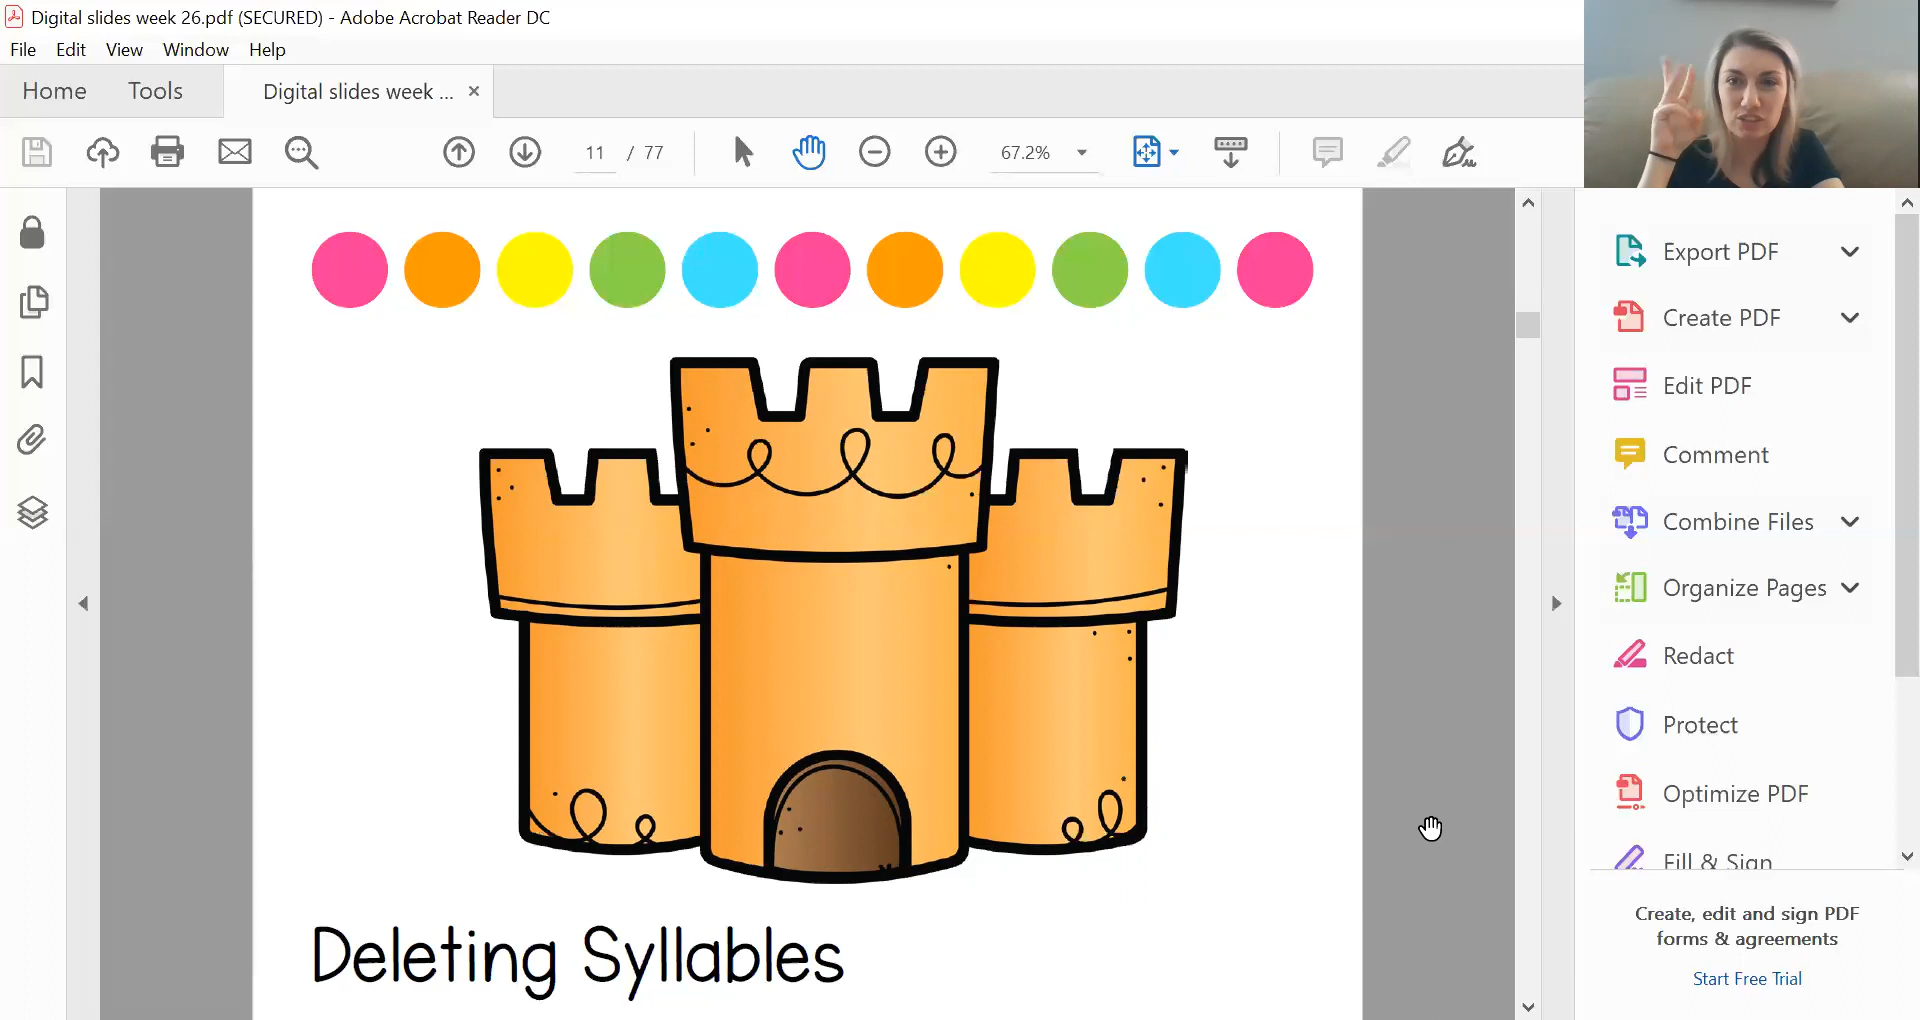 Digital slides week 26.pdf (SECURED) - Adobe Acrobat Reader DC
File Edit View Window Help
Home Tools Digital slides week ... ×
11 / 77 67.2%
Export PDF
Create PDF
Edit PDF
Comment
Combine Files
Organize Pages
Redact
Protect
Optimize PDF
Fill & Sign
Create, edit and sign PDF
forms & agreements
Start Free Trial
Deleting Syllables